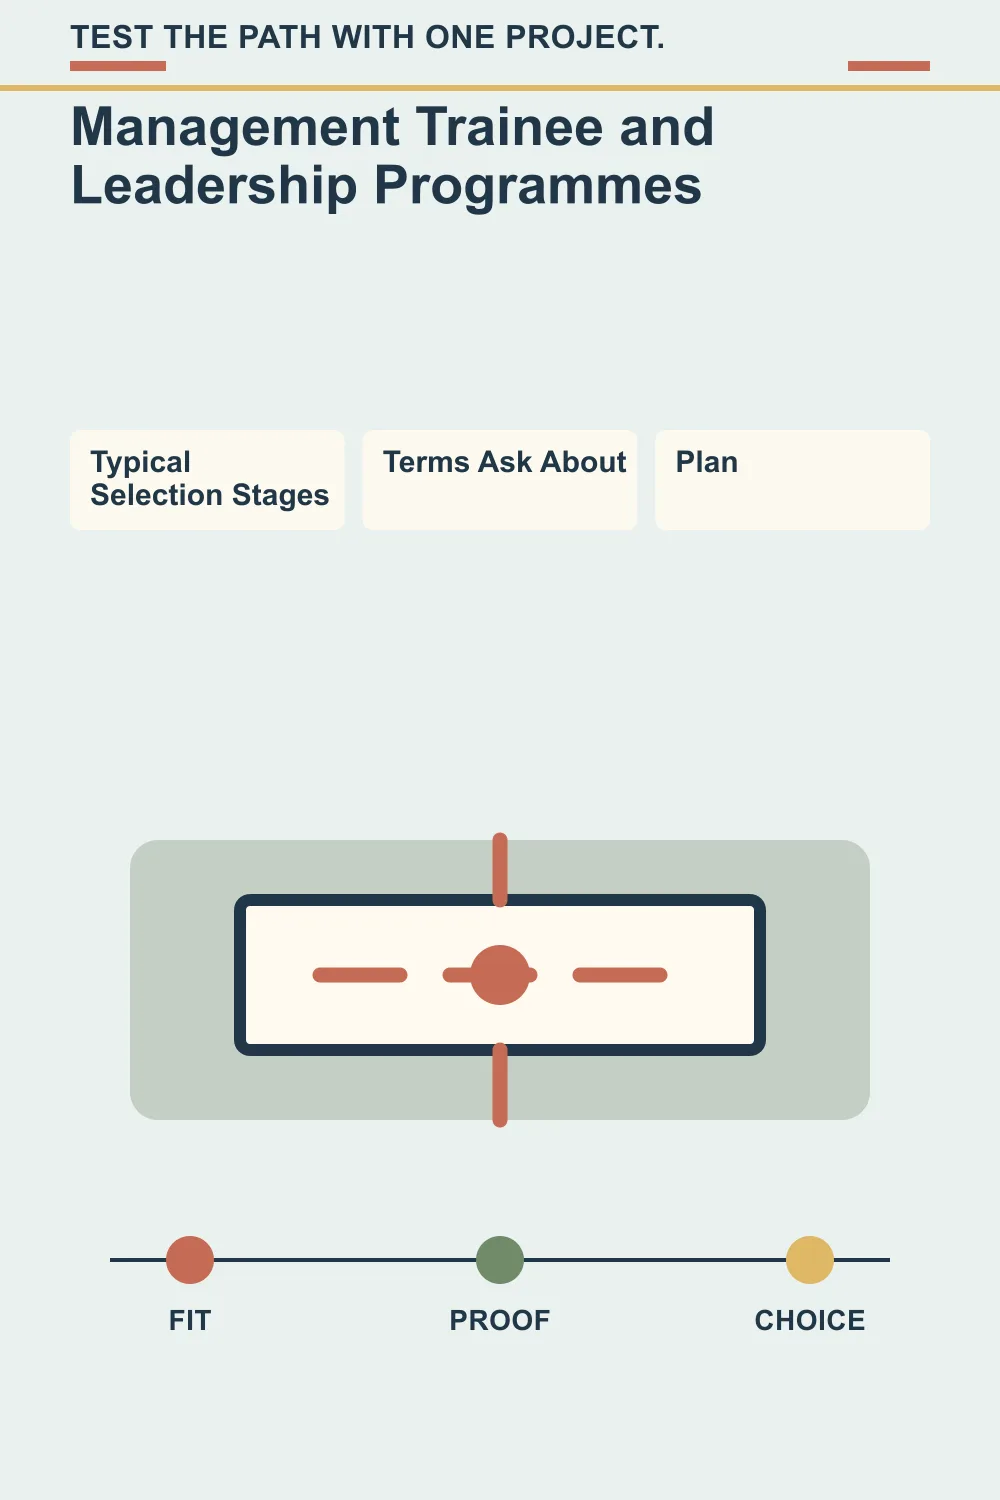 TEST THE PATH WITH ONE PROJECT.
Management Trainee and
Leadership Programmes
Typical
Selection Stages
Terms Ask About
Plan
FIT
PROOF
CHOICE